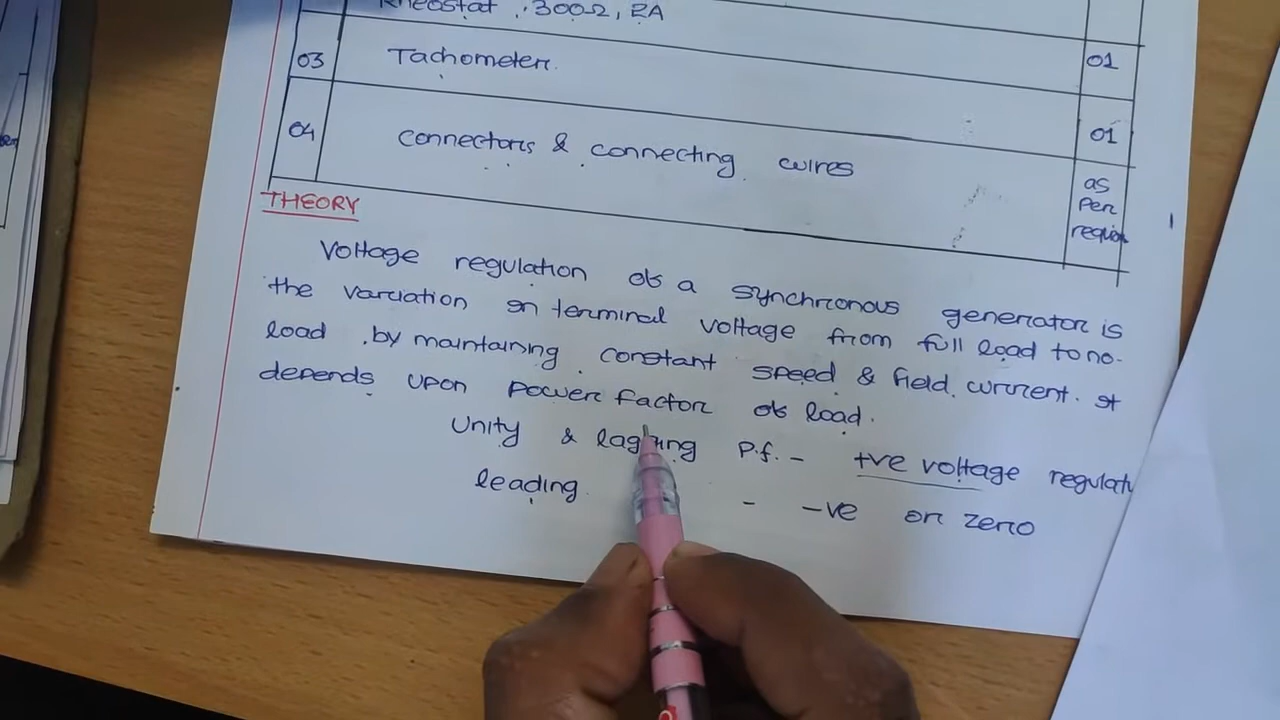 Rheostat, 300Ω, 2A
03 Tachometer. 01
04 Connectors & connecting wires 01
as
per
requir
THEORY
Voltage regulation of a synchronous generator is
the variation in terminal voltage from full load to no-
load, by maintaining constant speed & field current. It
depends upon power factor of load.
Unity & lagging P.f. - +ve voltage regulat
leading - -ve or zero